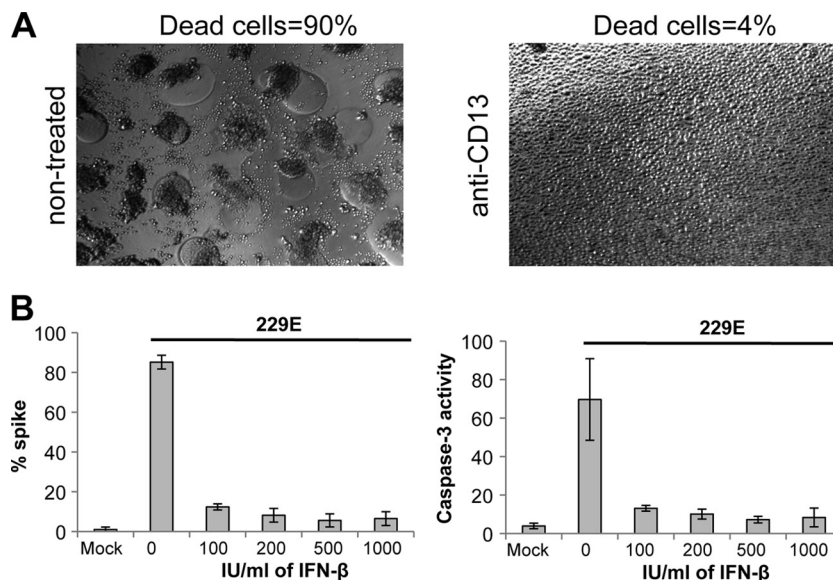 A
Dead cells=90%
Dead cells=4%
non-treated
anti-CD13
B
229E
100
80
60
40
20
0
% spike
Mock
0
100
200
500
1000
IU/ml of IFN-β
229E
100
80
60
40
20
0
Caspase-3 activity
Mock
0
100
200
500
1000
IU/ml of IFN-β